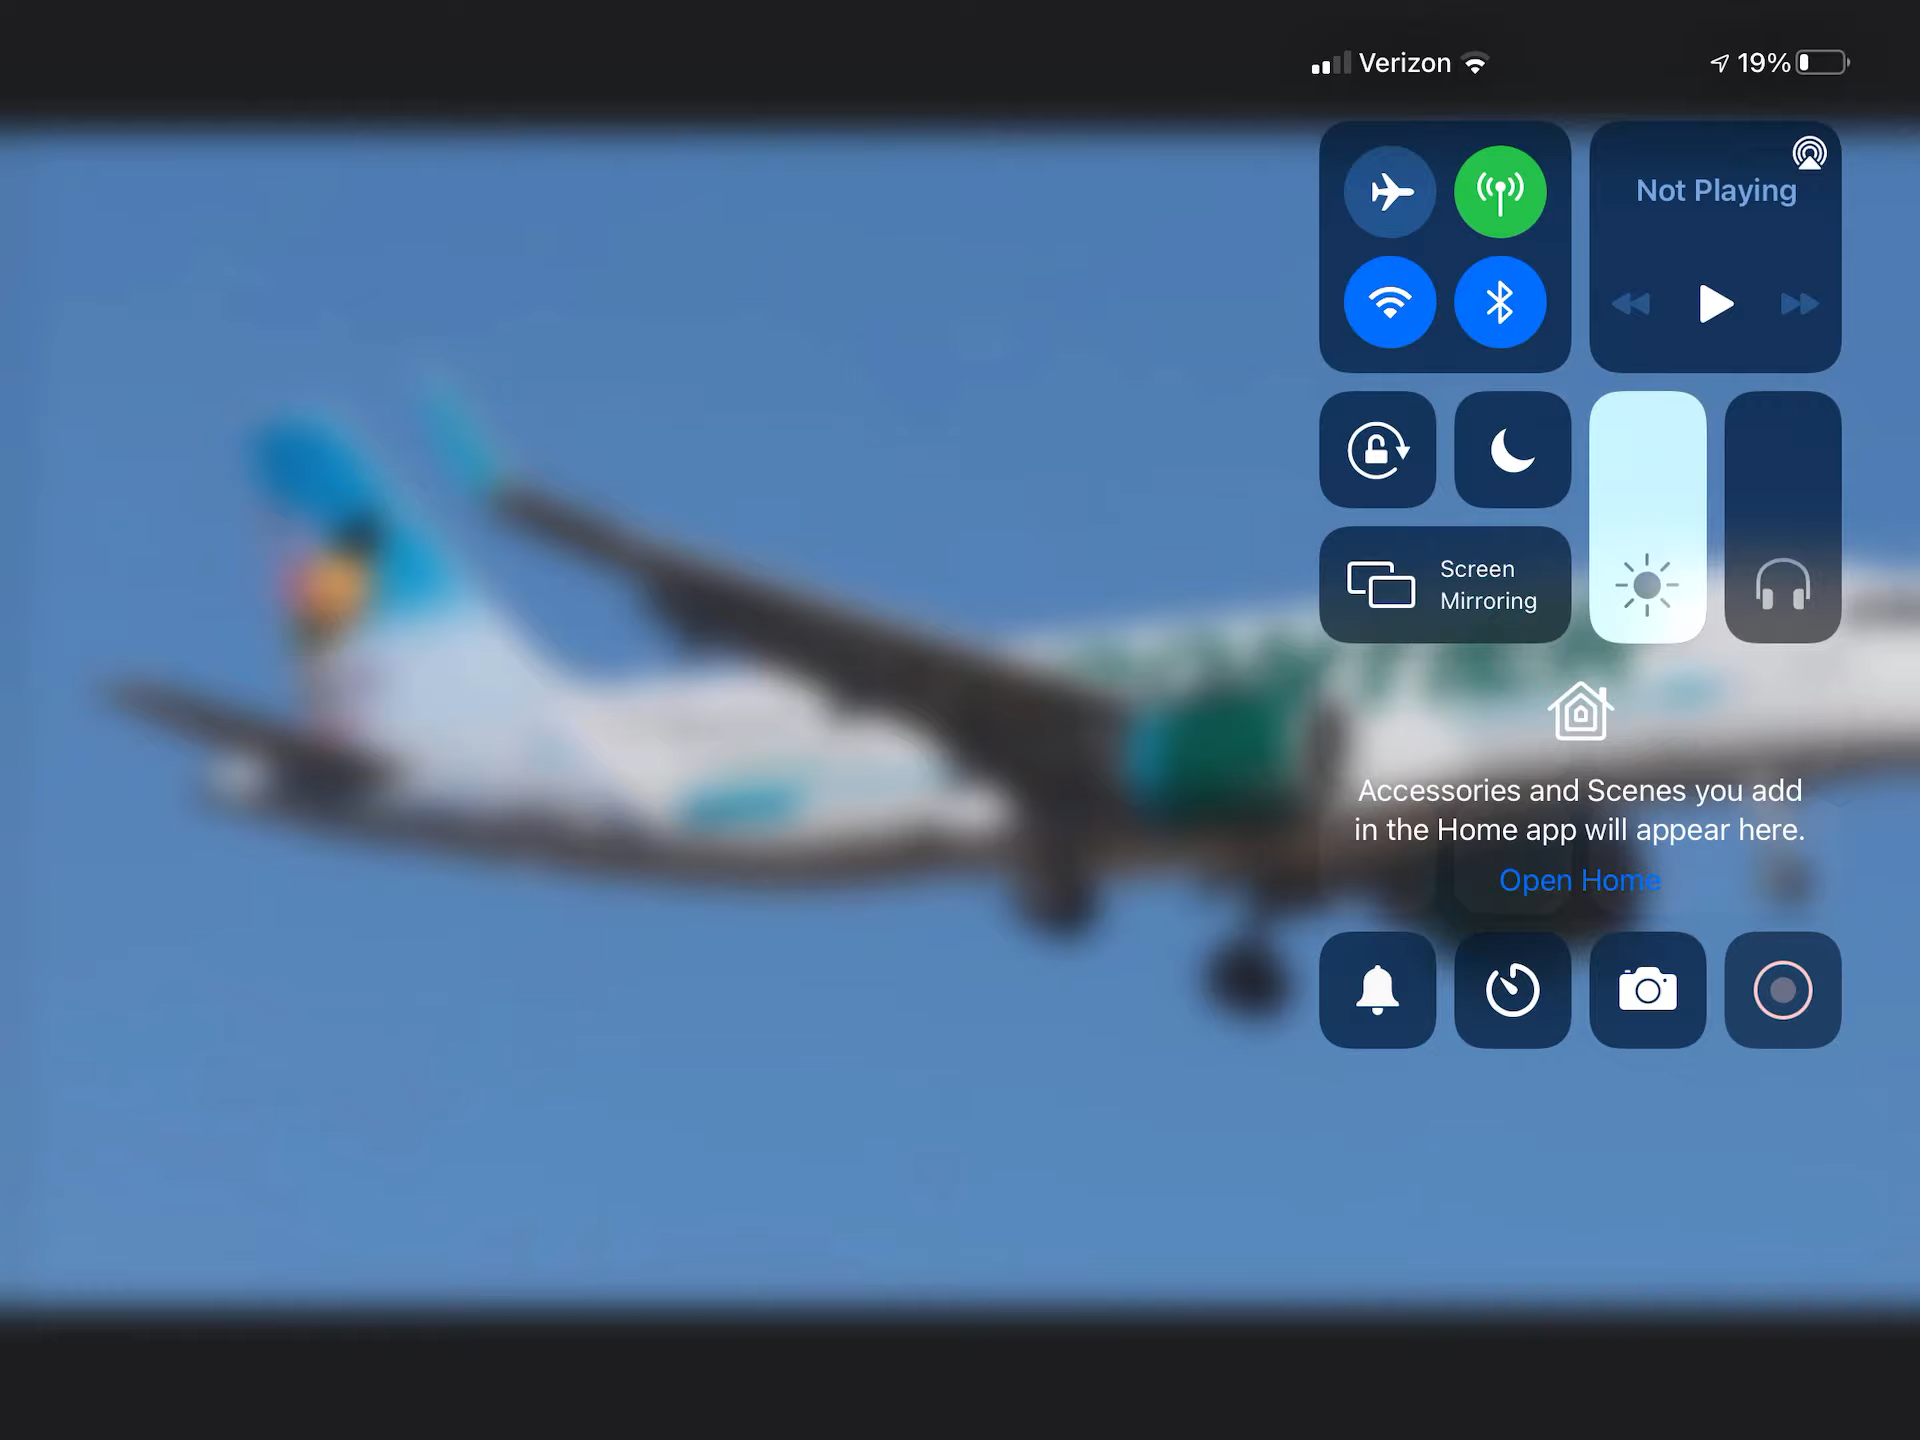 Verizon
19%
Not Playing
Screen
Mirroring
Accessories and Scenes you add
in the Home app will appear here.
Open Home